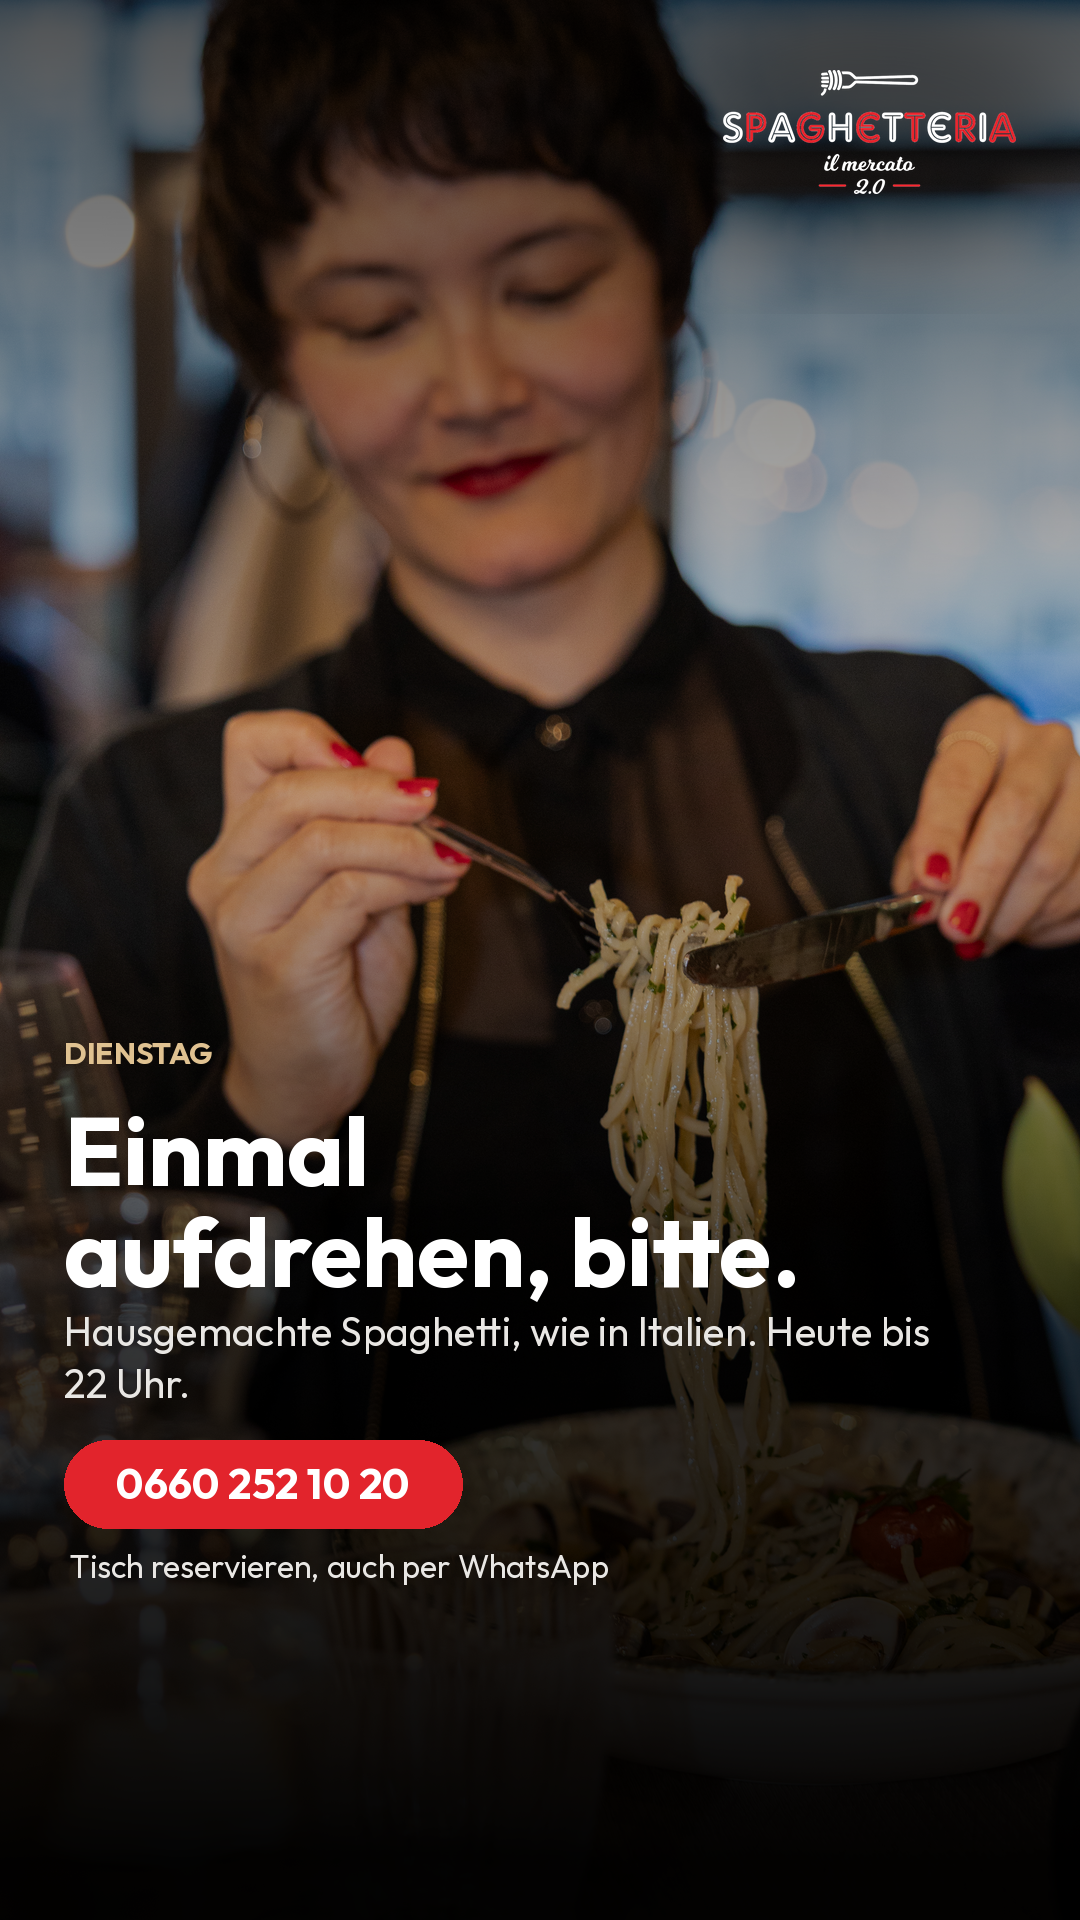 SPAGHETTERIA
il mercato
2.0
DIENSTAG
Einmal
aufdrehen, bitte.
Hausgemachte Spaghetti, wie in Italien. Heute bis
22 Uhr.
0660 252 10 20
Tisch reservieren, auch per WhatsApp